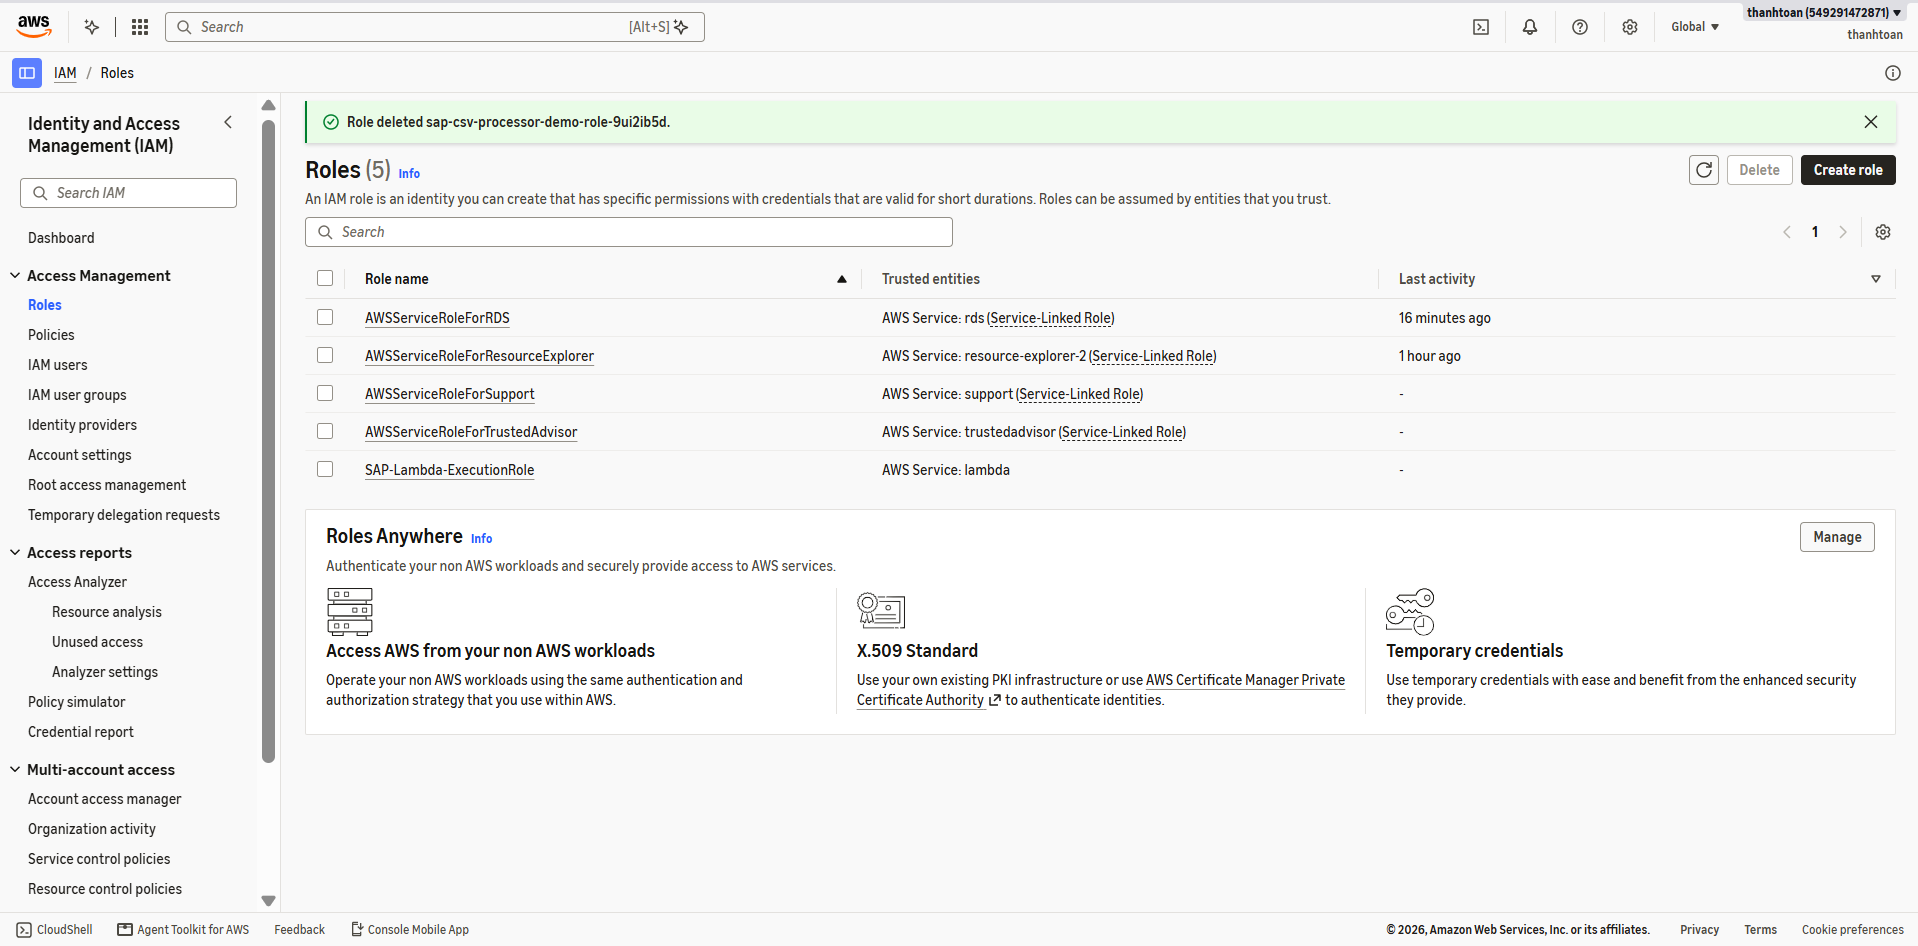 aws
Search
[Alt+S]
Global
thanhtoan (549291472871)
thanhtoan
IAM / Roles
Identity and Access Management (IAM)
Search IAM
Dashboard
Access Management
Roles
Policies
IAM users
IAM user groups
Identity providers
Account settings
Root access management
Temporary delegation requests
Access reports
Access Analyzer
Resource analysis
Unused access
Analyzer settings
Policy simulator
Credential report
Multi-account access
Account access manager
Organization activity
Service control policies
Resource control policies
Role deleted sap-csv-processor-demo-role-9ui2ib5d.
Roles (5) Info
Delete
Create role
An IAM role is an identity you can create that has specific permissions with credentials that are valid for short durations. Roles can be assumed by entities that you trust.
Search
1
Role name Trusted entities Last activity
AWSServiceRoleForRDS AWS Service: rds (Service-Linked Role) 16 minutes ago
AWSServiceRoleForResourceExplorer AWS Service: resource-explorer-2 (Service-Linked Role) 1 hour ago
AWSServiceRoleForSupport AWS Service: support (Service-Linked Role) -
AWSServiceRoleForTrustedAdvisor AWS Service: trustedadvisor (Service-Linked Role) -
SAP-Lambda-ExecutionRole AWS Service: lambda -
Roles Anywhere Info
Manage
Authenticate your non AWS workloads and securely provide access to AWS services.
Access AWS from your non AWS workloads
Operate your non AWS workloads using the same authentication and
authorization strategy that you use within AWS.
X.509 Standard
Use your own existing PKI infrastructure or use AWS Certificate Manager Private
Certificate Authority to authenticate identities.
Temporary credentials
Use temporary credentials with ease and benefit from the enhanced security
they provide.
CloudShell Agent Toolkit for AWS Feedback Console Mobile App
© 2026, Amazon Web Services, Inc. or its affiliates. Privacy Terms Cookie preferences